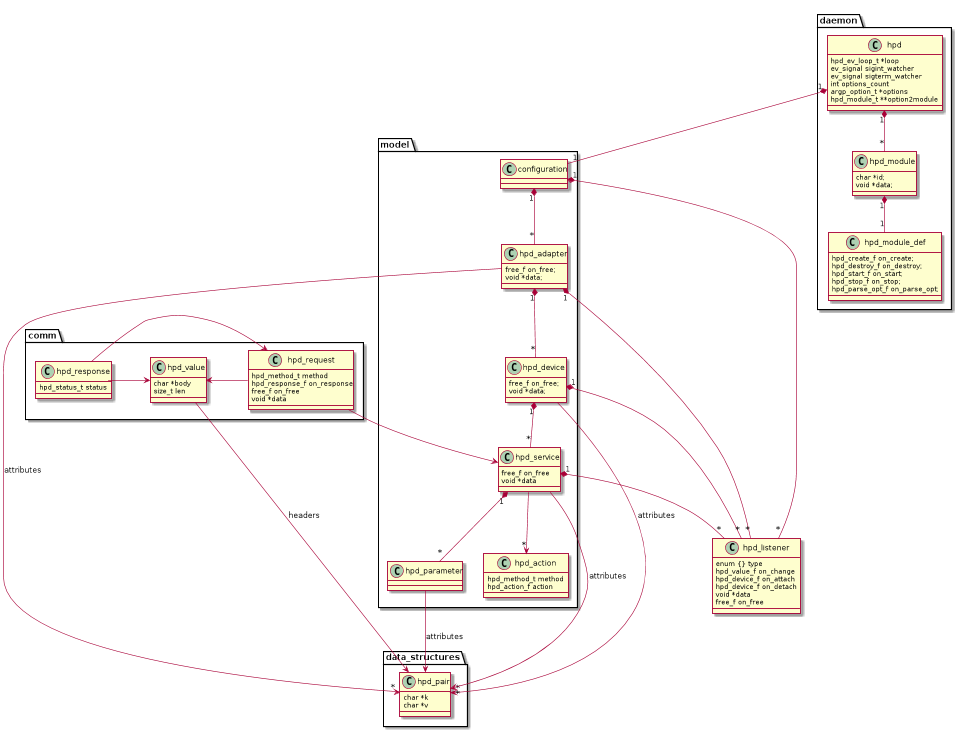 daemon
C hpd
hpd_ev_loop_t *loop
ev_signal sigint_watcher
ev_signal sigterm_watcher
int options_count
argp_option_t *options
hpd_module_t **option2module
1
1
*
C hpd_module
char *id;
void *data;
1
1
C hpd_module_def
hpd_create_f on_create;
hpd_destroy_f on_destroy;
hpd_start_f on_start;
hpd_stop_f on_stop;
hpd_parse_opt_f on_parse_opt;
model
1
C configuration
1
1
*
C hpd_adapter
free_f on_free;
void *data;
1
1
*
C hpd_device
free_f on_free;
void *data;
1
1
*
C hpd_service
free_f on_free
void *data
1
1
*
*
C hpd_parameter
C hpd_action
hpd_method_t method
hpd_action_f action
comm
C hpd_response
hpd_status_t status
C hpd_value
char *body
size_t len
C hpd_request
hpd_method_t method
hpd_response_f on_response
free_f on_free
void *data
attributes
headers
attributes
attributes
attributes
*
*
*
*
C hpd_listener
enum {} type
hpd_value_f on_change
hpd_device_f on_attach
hpd_device_f on_detach
void *data
free_f on_free
data_structures
*
C hpd_pair
char *k
char *v